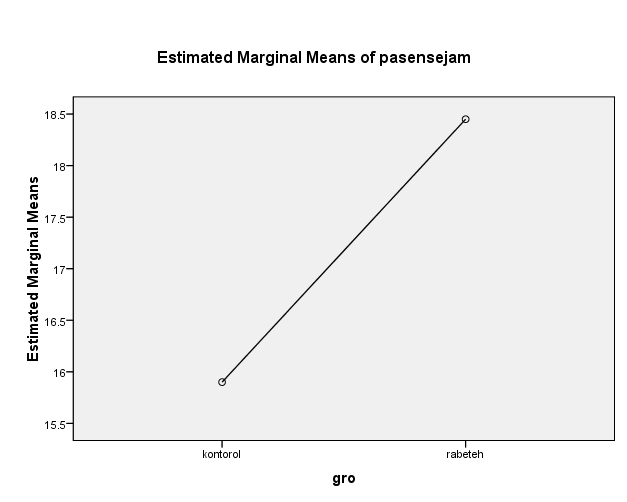 Estimated Marginal Means of pasensejam
Estimated Marginal Means
18.5
18
17.5
17
16.5
16
15.5
kontorol
rabeteh
gro